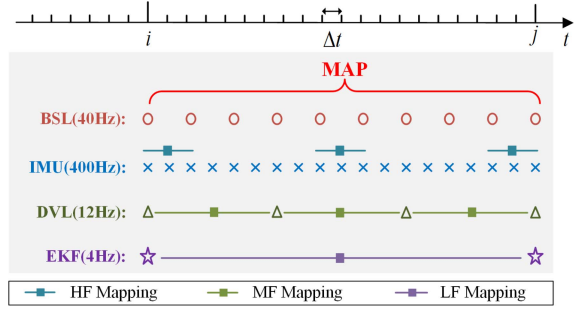 i Δt j t
MAP
BSL(40Hz):
IMU(400Hz):
DVL(12Hz):
EKF(4Hz):
HF Mapping MF Mapping LF Mapping